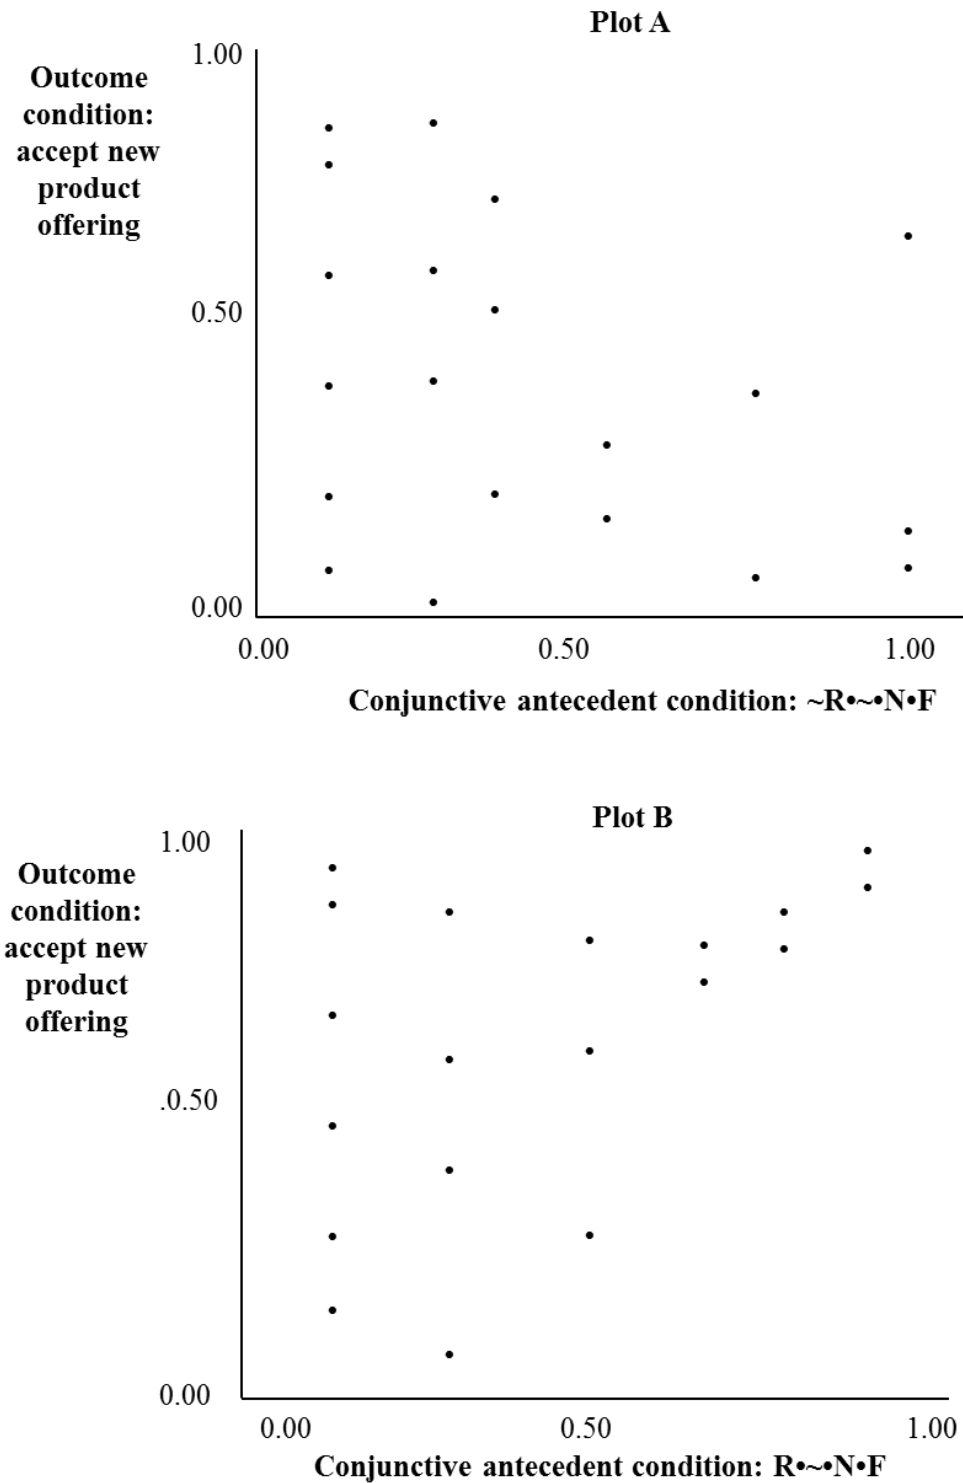 Plot A
1.00
Outcome
condition:
accept new
product
offering
0.50
0.00
0.00 0.50 1.00
Conjunctive antecedent condition: ~R•~•N•F
Plot B
1.00
Outcome
condition:
accept new
product
offering
.0.50
0.00
0.00 0.50 1.00
Conjunctive antecedent condition: R•~•N•F